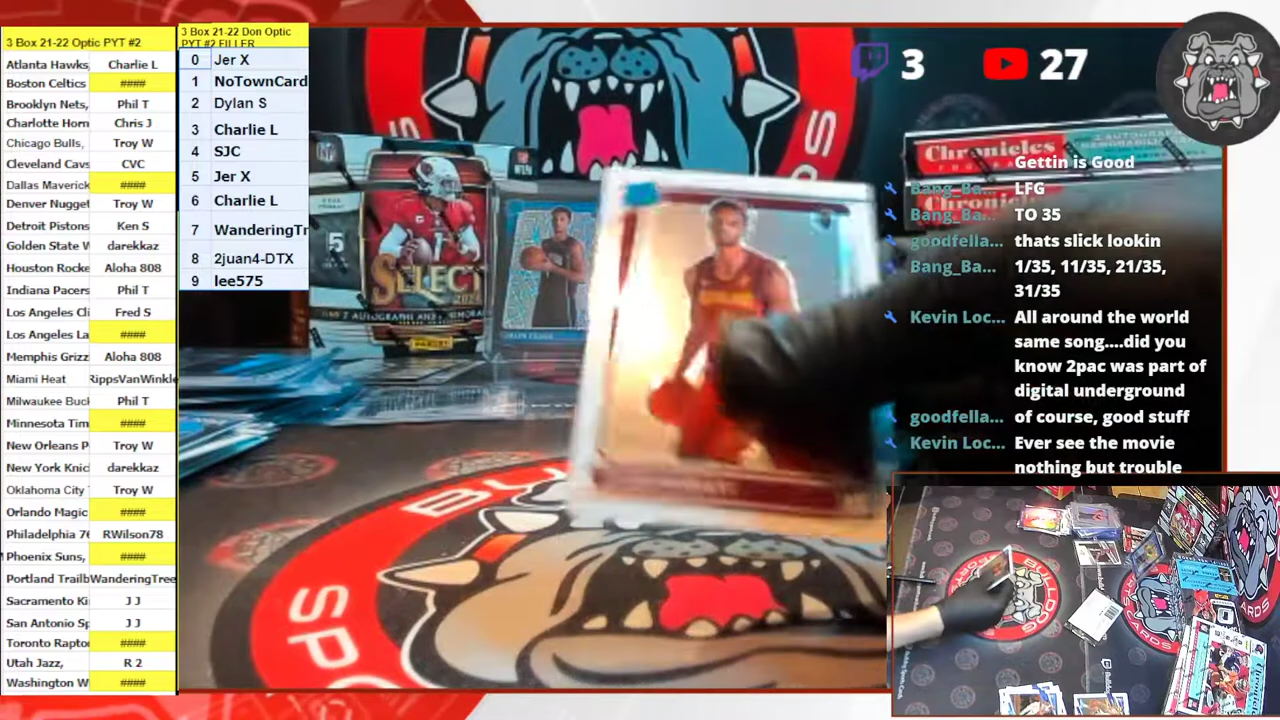 3 Box 21-22 Optic PYT #2
Atlanta Hawks, Charlie L
Boston Celtics ####
Brooklyn Nets, Phil T
Charlotte Horn Chris J
Chicago Bulls, Troy W
Cleveland Cavs CVC
Dallas Maverick ####
Denver Nugget Troy W
Detroit Pistons Ken S
Golden State W darekkaz
Houston Rocke Aloha 808
Indiana Pacers Phil T
Los Angeles Cli Fred S
Los Angeles La ####
Memphis Grizz Aloha 808
Miami Heat RippsVanWinkle
Milwaukee Buc Phil T
Minnesota Tim ####
New Orleans P Troy W
New York Knic darekkaz
Oklahoma City Troy W
Orlando Magic ####
Philadelphia 76 RWilson78
Phoenix Suns, ####
Portland Trailb WanderingTree
Sacramento Ki J J
San Antonio Sp J J
Toronto Rapto ####
Utah Jazz, R 2
Washington W ####
3 Box 21-22 Don Optic
PYT #2 FILLER
0 Jer X
1 NoTownCard
2 Dylan S
3 Charlie L
4 SJC
5 Jer X
6 Charlie L
7 WanderingTr
8 2juan4-DTX
9 lee575
3
27
Chronicles
Chronicles
5
SELECT
BULL
SPO
S
Gettin is Good
Bang_Ba... LFG
Bang_Ba... TO 35
goodfella... thats slick lookin
Bang_Ba... 1/35, 11/35, 21/35,
31/35
Kevin Loc... All around the world
same song....did you
know 2pac was part of
digital underground
goodfella... of course, good stuff
Kevin Loc... Ever see the movie
nothing but trouble
BULLDOG